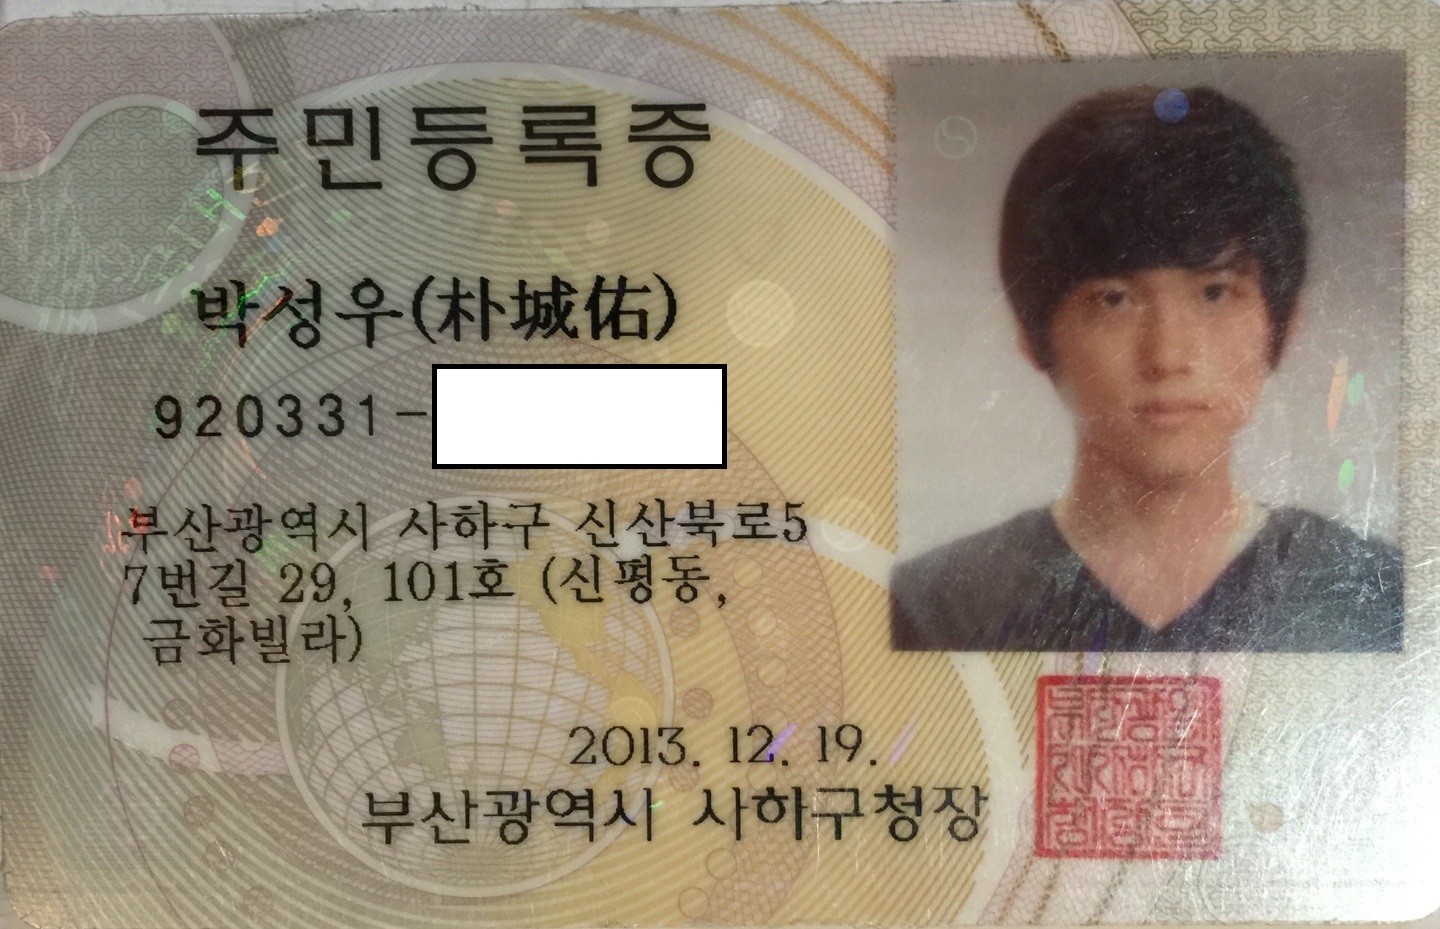 주민등록증
박성우(朴城佑)
920331-
부산광역시 사하구 신산북로5
7번길 29, 101호 (신평동,
금화빌라)
2013. 12. 19.
부산광역시 사하구청장